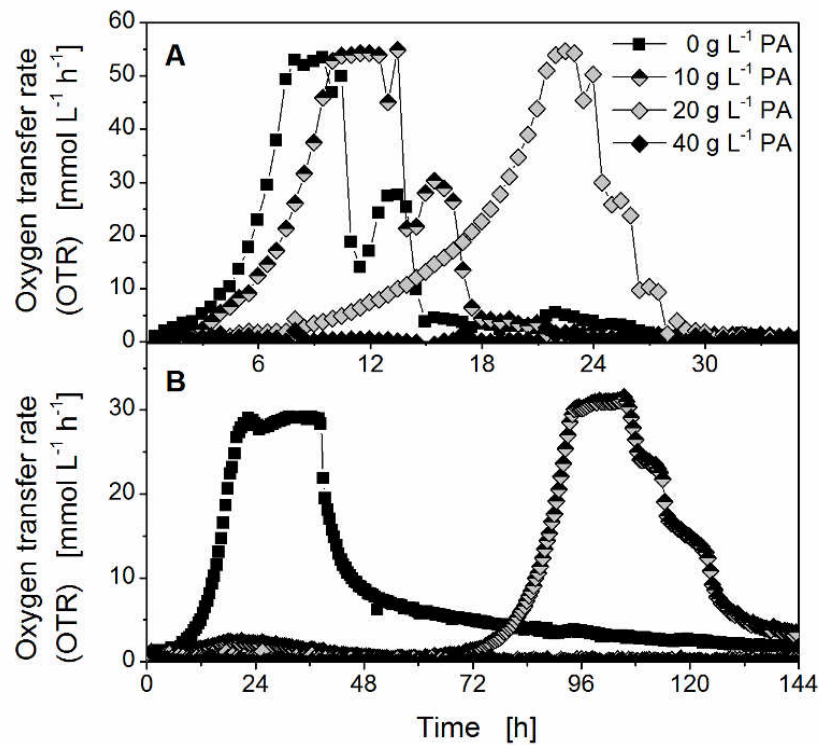 A
60
50
40
30
20
10
0
Oxygen transfer rate
(OTR) [mmol L⁻¹ h⁻¹]
0 g L⁻¹ PA
10 g L⁻¹ PA
20 g L⁻¹ PA
40 g L⁻¹ PA
6 12 18 24 30
B
30
20
10
0
Oxygen transfer rate
(OTR) [mmol L⁻¹ h⁻¹]
0 24 48 72 96 120 144
Time [h]